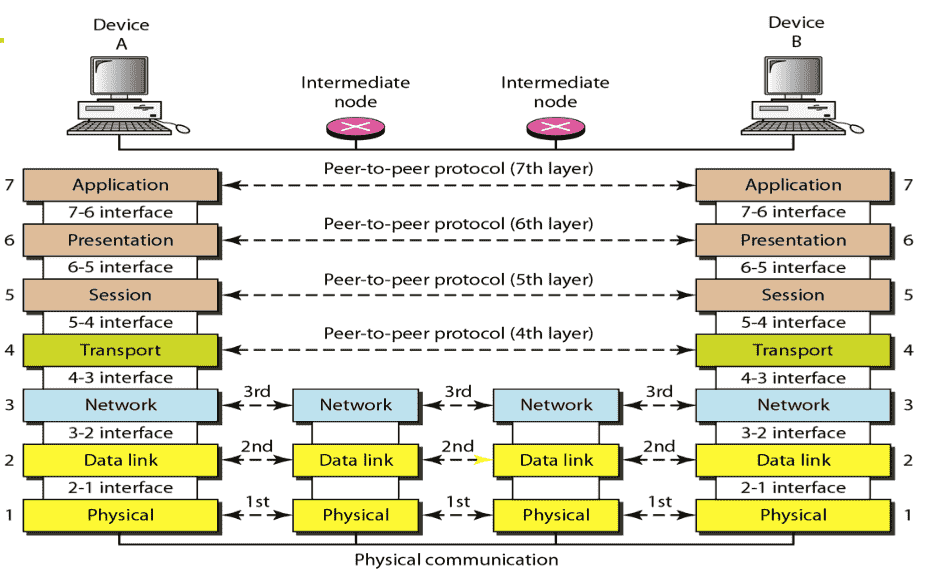 Device
A
Device
B
Intermediate
node
Intermediate
node
7 Application Peer-to-peer protocol (7th layer) Application 7
7-6 interface 7-6 interface
6 Presentation Peer-to-peer protocol (6th layer) Presentation 6
6-5 interface 6-5 interface
5 Session Peer-to-peer protocol (5th layer) Session 5
5-4 interface 5-4 interface
4 Transport Peer-to-peer protocol (4th layer) Transport 4
4-3 interface 4-3 interface
3 Network 3rd Network 3rd Network 3rd Network 3
3-2 interface 3-2 interface
2 Data link 2nd Data link 2nd Data link 2nd Data link 2
2-1 interface 2-1 interface
1 Physical 1st Physical 1st Physical 1st Physical 1
Physical communication